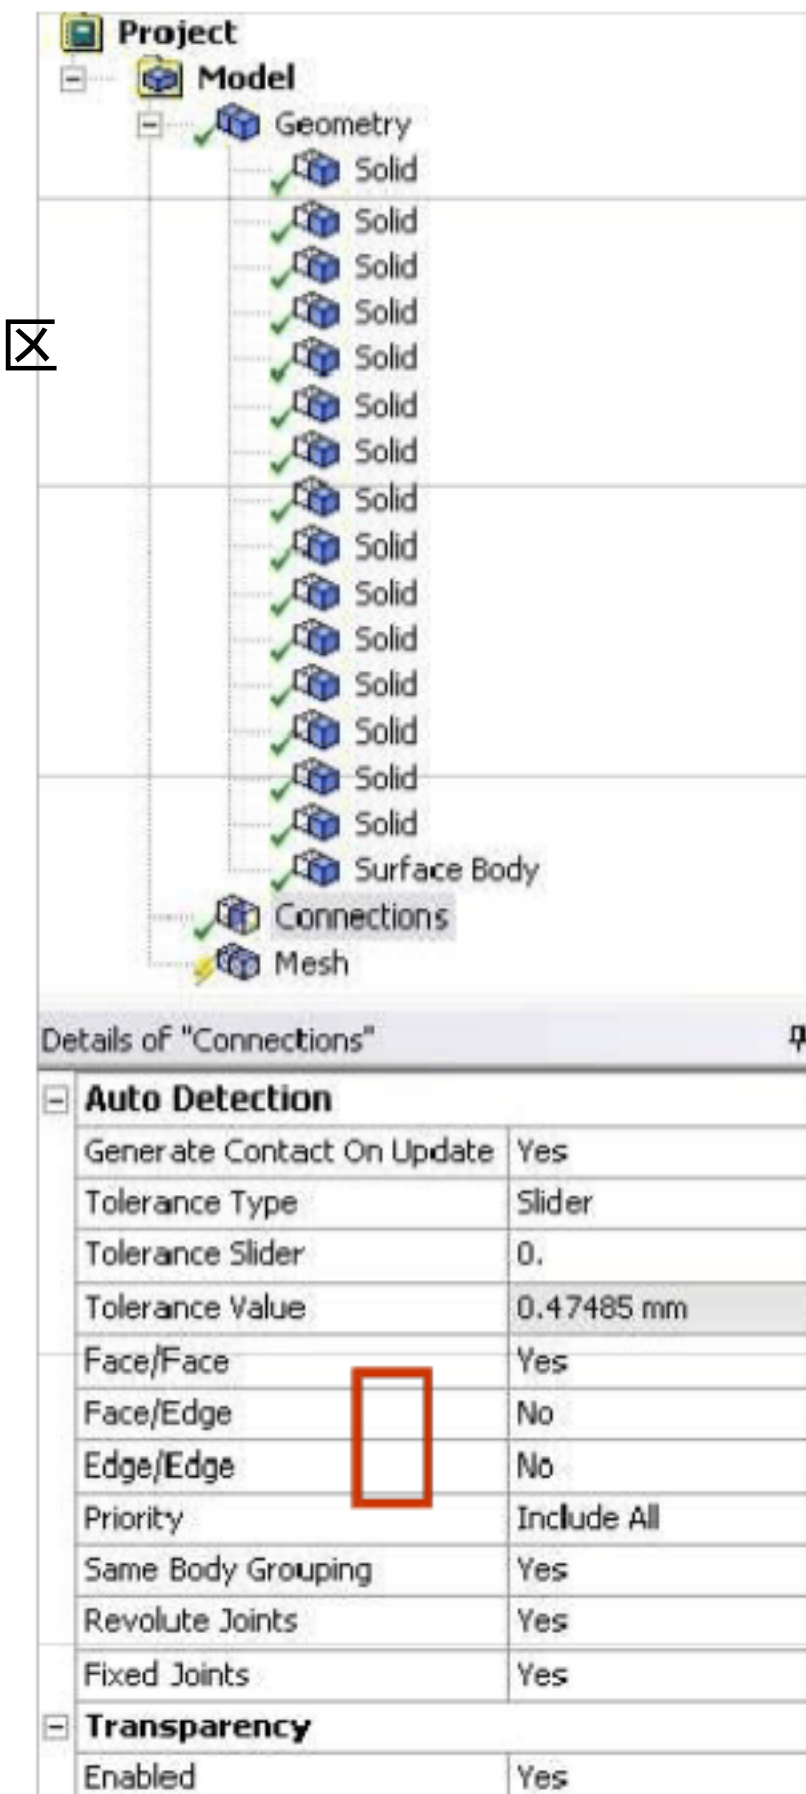 Project
Model
Geometry
Solid
Solid
Solid
Solid
区
Solid
Solid
Solid
Solid
Solid
Solid
Solid
Solid
Solid
Solid
Solid
Surface Body
Connections
Mesh
Details of "Connections"
Auto Detection
Generate Contact On Update Yes
Tolerance Type Slider
Tolerance Slider 0.
Tolerance Value 0.47485 mm
Face/Face Yes
Face/Edge No
Edge/Edge No
Priority Include All
Same Body Grouping Yes
Revolute Joints Yes
Fixed Joints Yes
Transparency
Enabled Yes